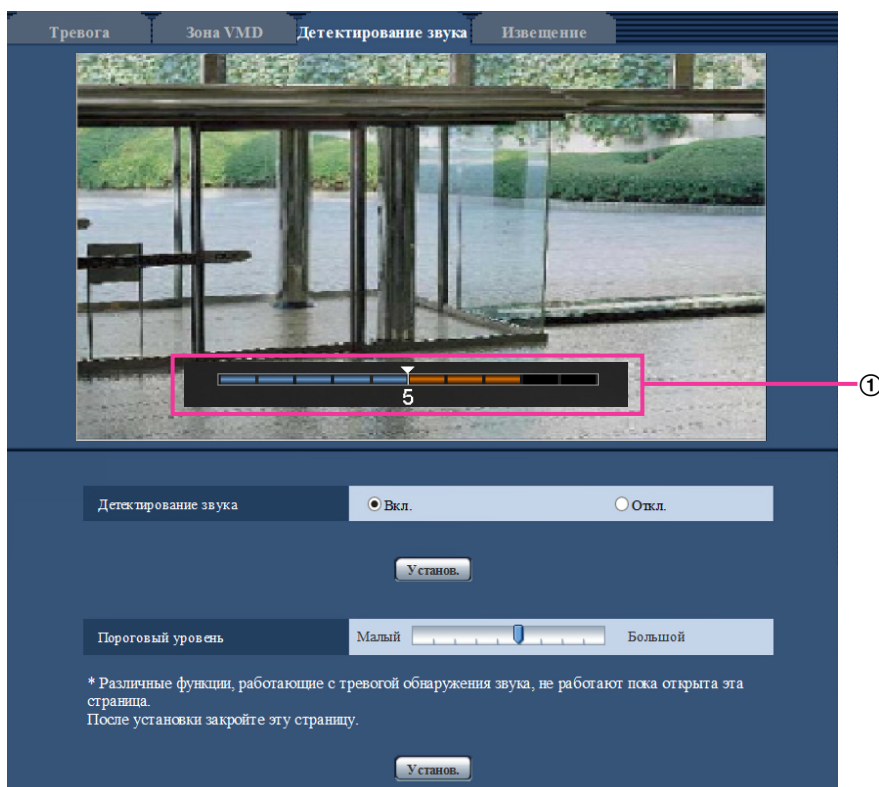 Тревога
Зона VMD
Детектирование звука
Извещение
5
①
Детектирование звука
Вкл.
Откл.
Установ.
Пороговый уровень
Малый
Большой
* Различные функции, работающие с тревогой обнаружения звука, не работают пока открыта эта
страница.
После установки закройте эту страницу.
Установ.